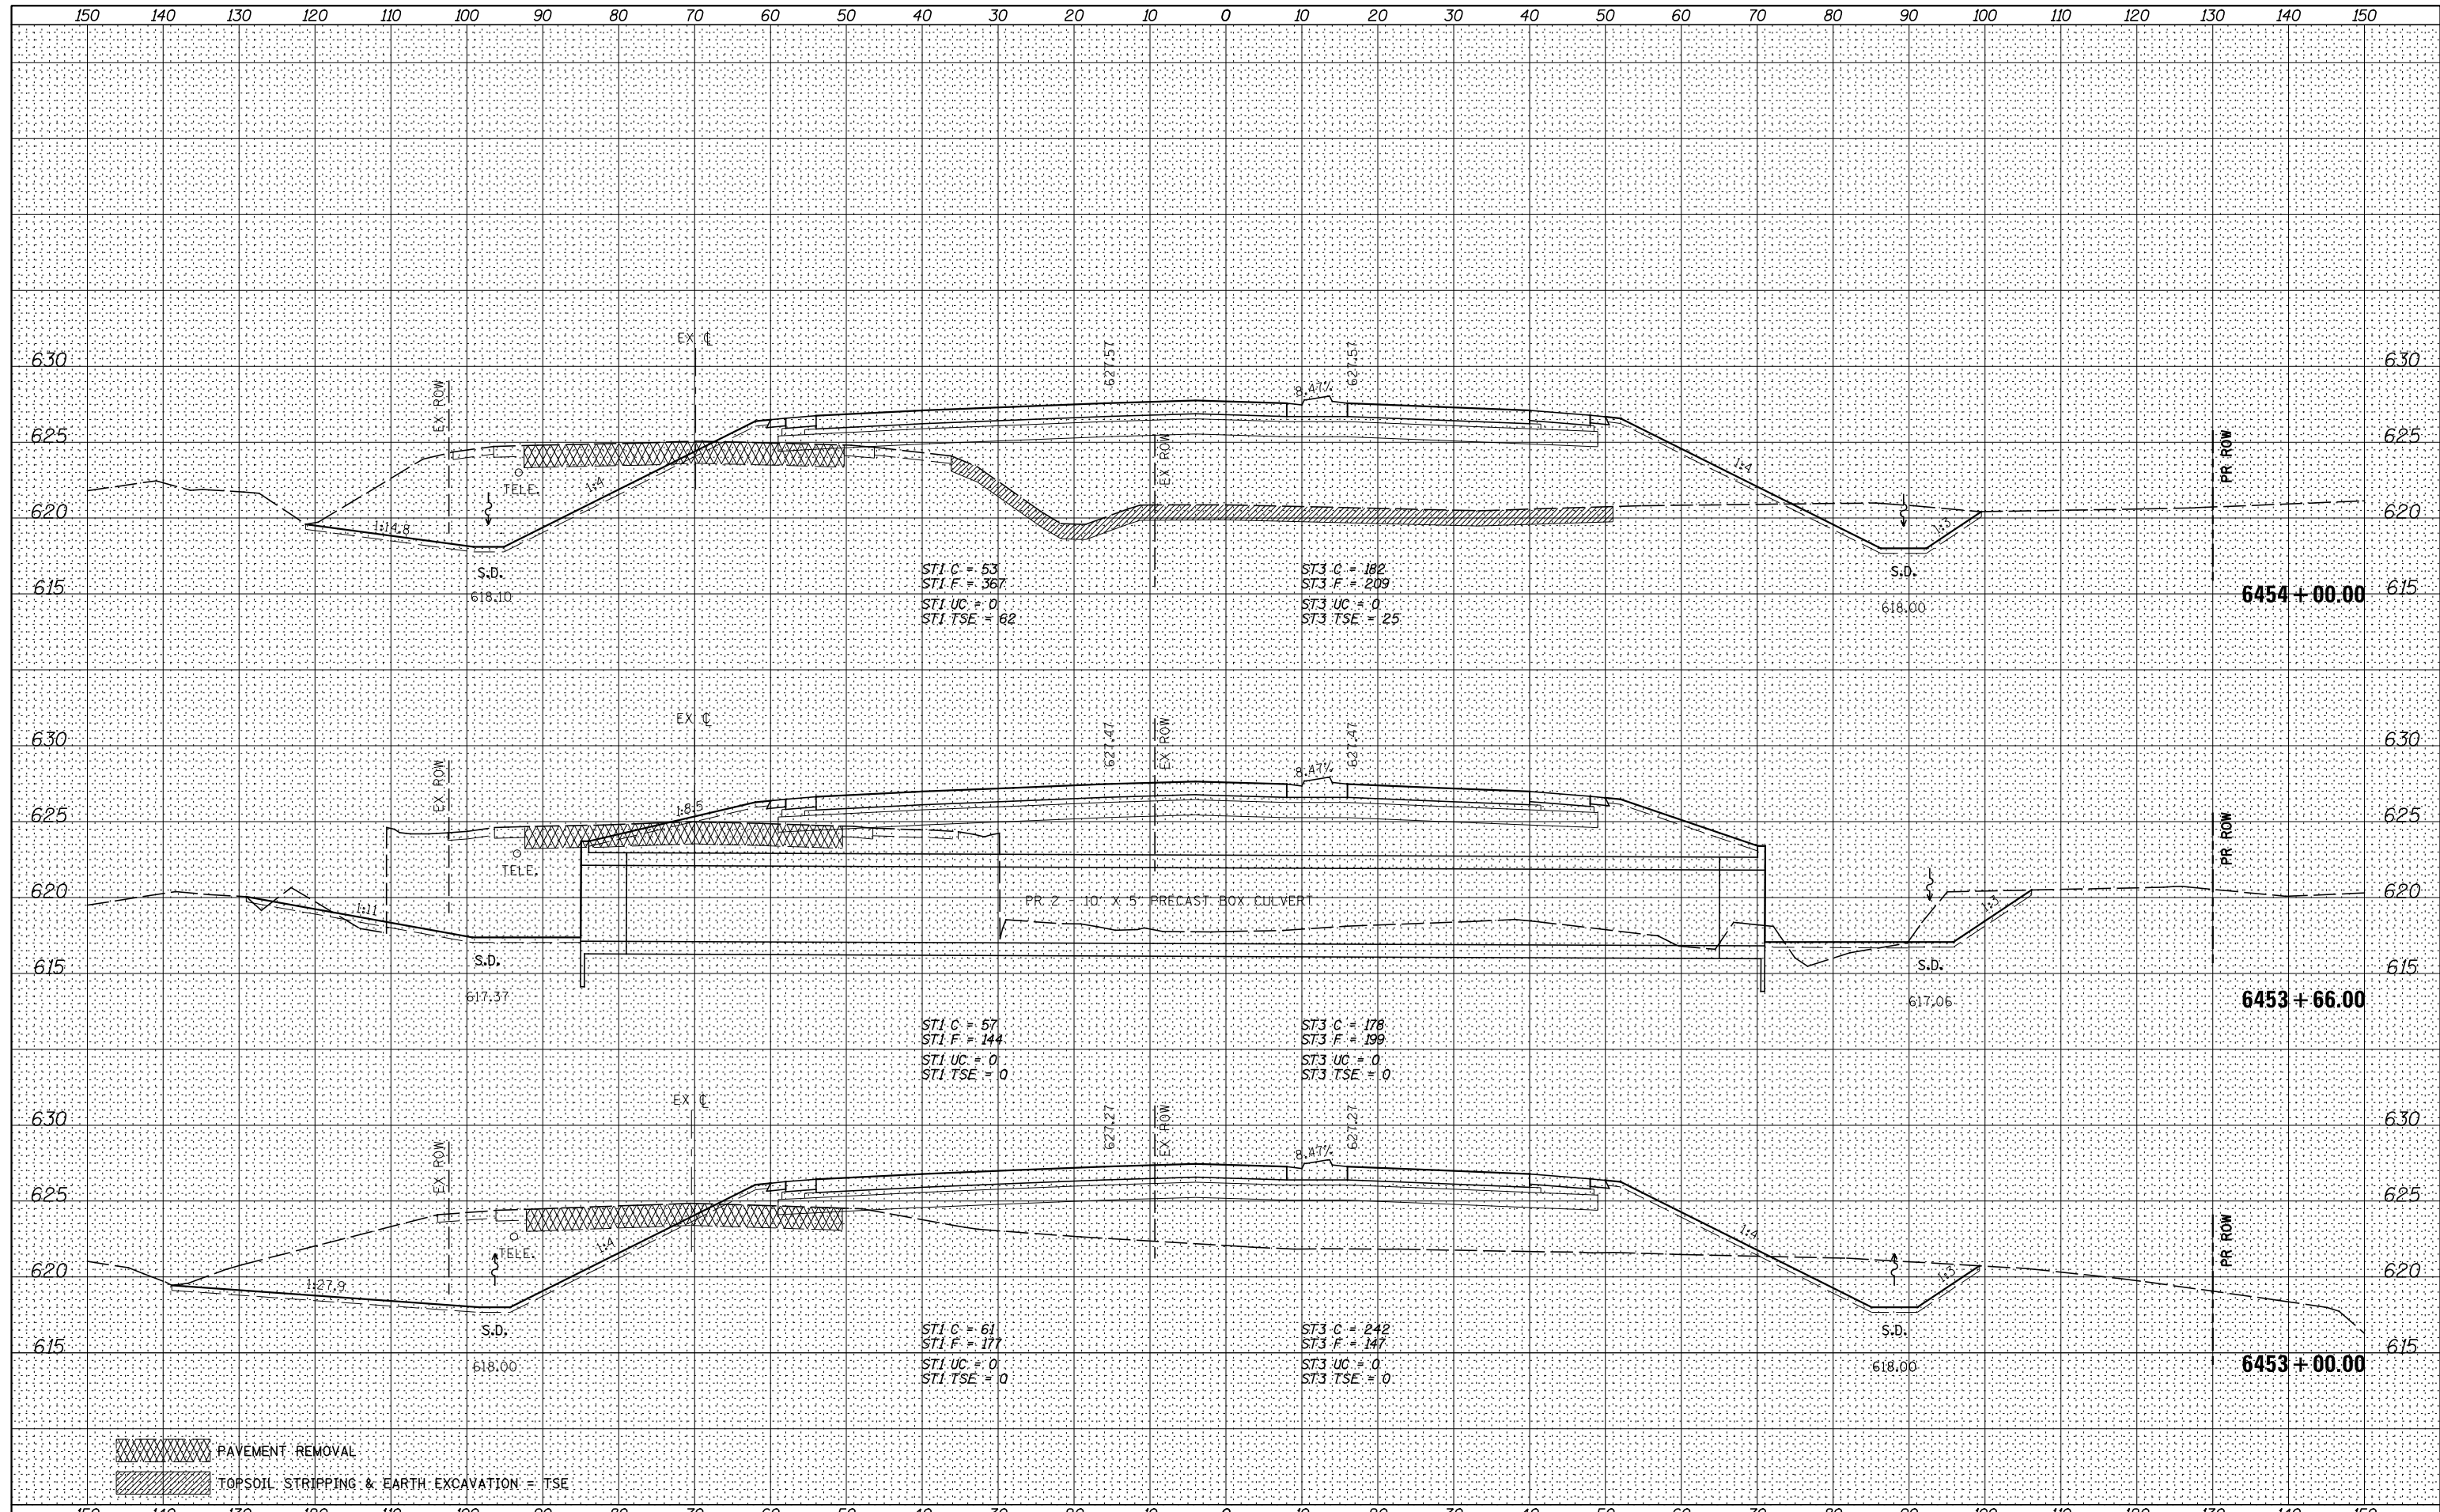 150 140 130 120 110 100 90 80 70 60 50 40 30 20 10 0 10 20 30 40 50 60 70 80 90 100 110 120 130 140 150
EX ℄
627.57
627.57
8.47%
630
630
EX ROW
625
625
EX ROW
PR ROW
TELE.
1:4
1:4
620
620
1:14.8
1:3
S.D.
S.D.
618.10
618.00
ST1 C = 53
ST1 F = 367
ST1 UC = 0
ST1 TSE = 62
ST3 C = 182
ST3 F = 209
ST3 UC = 0
ST3 TSE = 25
615
6454 + 00.00
615
EX ℄
627.47
EX ROW
627.47
8.47%
630
630
EX ROW
1:8.5
625
625
PR ROW
TELE.
620
PR 2 - 10' X 5' PRECAST BOX CULVERT
620
1:11
1:3
S.D.
S.D.
615
615
617.37
617.06
6453 + 66.00
ST1 C = 57
ST1 F = 144
ST1 UC = 0
ST1 TSE = 0
ST3 C = 178
ST3 F = 199
ST3 UC = 0
ST3 TSE = 0
EX ℄
627.27
EX ROW
627.27
8.47%
630
630
EX ROW
625
625
PR ROW
TELE.
1:4
1:4
620
620
1:27.9
1:3
S.D.
S.D.
618.00
618.00
ST1 C = 61
ST1 F = 177
ST1 UC = 0
ST1 TSE = 0
ST3 C = 242
ST3 F = 147
ST3 UC = 0
ST3 TSE = 0
615
6453 + 00.00
615
PAVEMENT REMOVAL
TOPSOIL STRIPPING & EARTH EXCAVATION = TSE